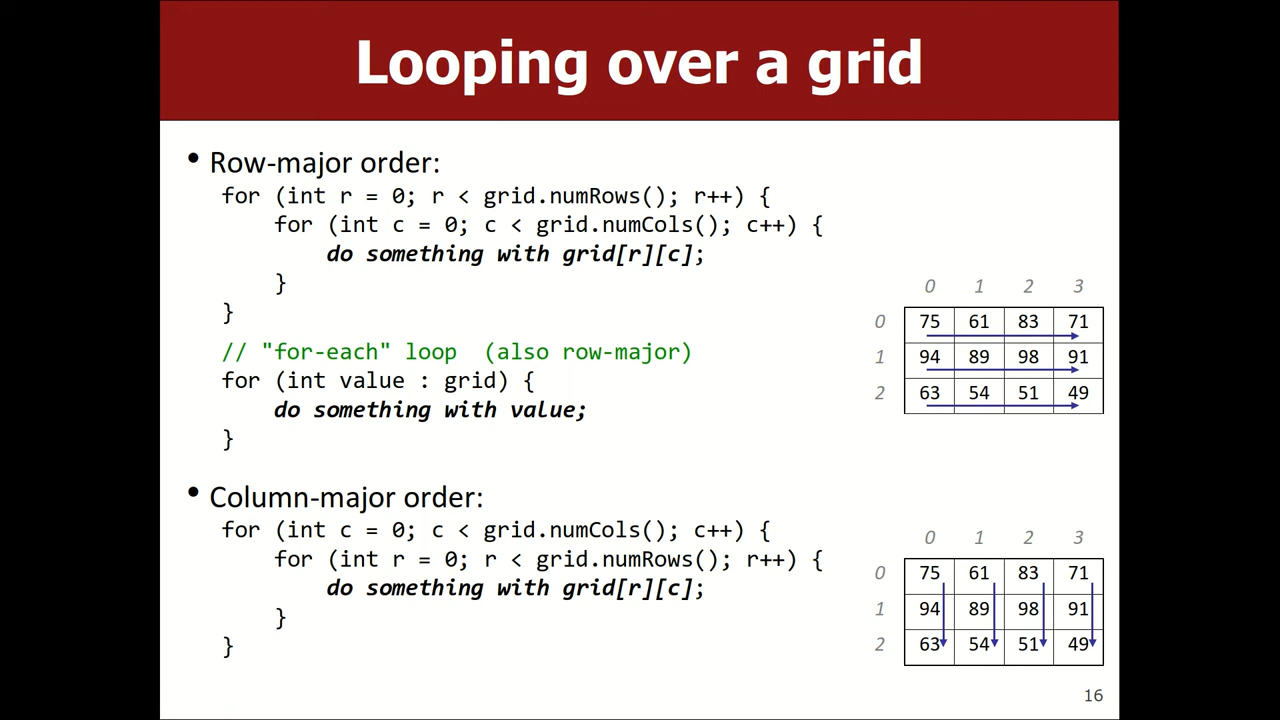 Looping over a grid
• Row-major order:
for (int r = 0; r < grid.numRows(); r++) {
    for (int c = 0; c < grid.numCols(); c++) {
        do something with grid[r][c];
    }
}
// "for-each" loop  (also row-major)
for (int value : grid) {
    do something with value;
}
0 1 2 3
0 75 61 83 71
1 94 89 98 91
2 63 54 51 49
• Column-major order:
for (int c = 0; c < grid.numCols(); c++) {
    for (int r = 0; r < grid.numRows(); r++) {
        do something with grid[r][c];
    }
}
0 1 2 3
0 75 61 83 71
1 94 89 98 91
2 63 54 51 49
16